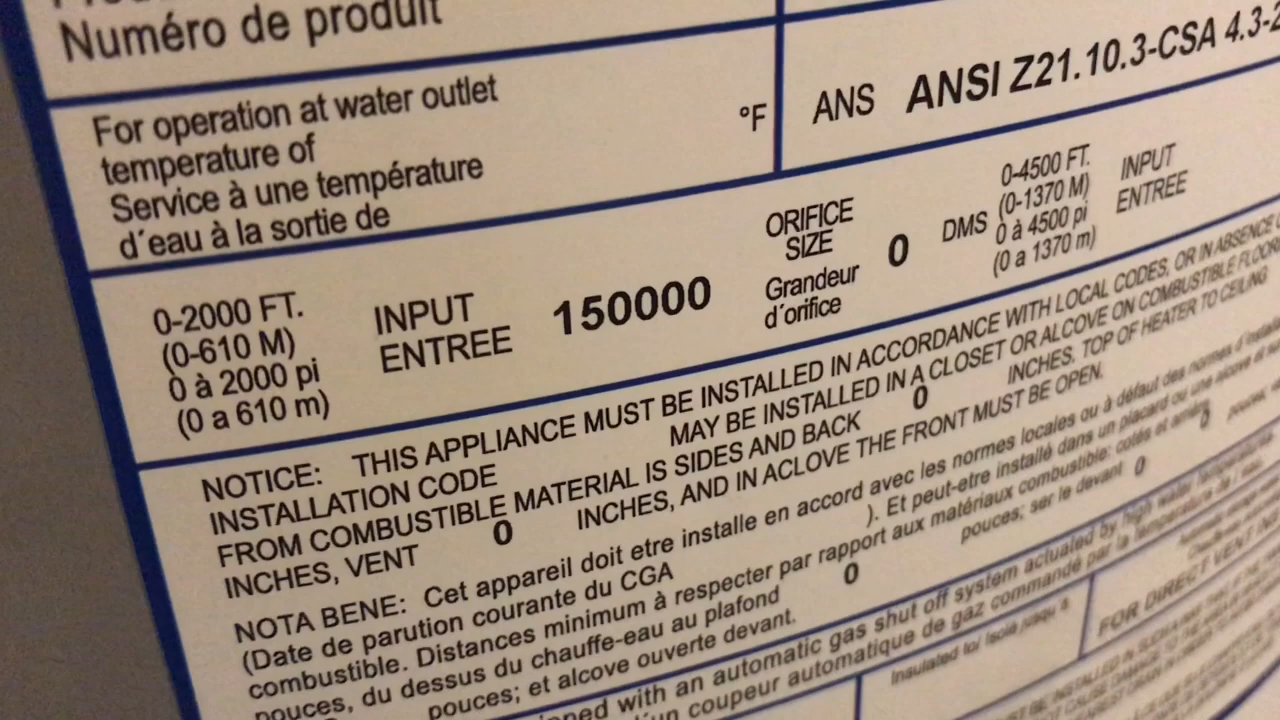 Numéro de produit
For operation at water outlet
temperature of
Service à une température
d´eau à la sortie de
°F
ANS ANSI Z21.10.3-CSA 4.3-
0-2000 FT.
(0-610 M)
0 à 2000 pi
(0 a 610 m)
INPUT
ENTREE
150000
ORIFICE
SIZE
Grandeur
d´orifice
0
DMS
0-4500 FT.
(0-1370 M)
0 à 4500 pi
(0 a 1370 m)
INPUT
ENTREE
NOTICE: THIS APPLIANCE MUST BE INSTALLED IN ACCORDANCE WITH LOCAL CODES, OR IN ABSENCE
INSTALLATION CODE MAY BE INSTALLED IN A CLOSET OR ALCOVE ON COMBUSTIBLE FLOOR
FROM COMBUSTIBLE MATERIAL IS SIDES AND BACK 0 INCHES, TOP OF HEATER TO CEILING
INCHES, VENT 0 INCHES, AND IN ACLOVE THE FRONT MUST BE OPEN.
NOTA BENE: Cet appareil doit etre installe en accord avec les normes locales ou à défaut des normes d´
(Date de parution courante du CGA ). Et peut-etre installé dans un placard ou une alcove
combustible. Distances minimum à respecter par rapport aux matériaux combustible: cotés et arrière 0 pouces,
pouces, du dessus du chauffe-eau au plafond 0 pouces; ser le devant 0
pouces; et alcove ouverte devant.
with an automatic gas shut off system actuated by high water temperature
d´un coupeur automatique de gaz commandé par la température de l´eau.
Insulated to/ Isolé jusqu´à
FOR DIRECT VENT